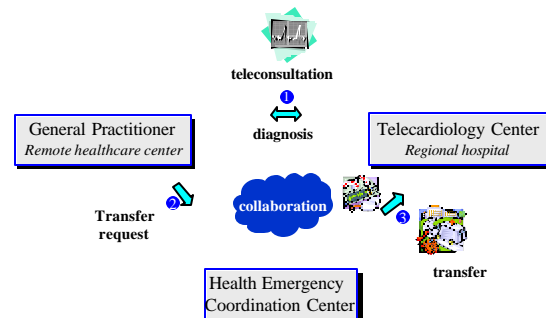 teleconsultation
1
diagnosis
General Practitioner
Remote healthcare center
Telecardiology Center
Regional hospital
2
Transfer
request
collaboration
3
transfer
Health Emergency
Coordination Center